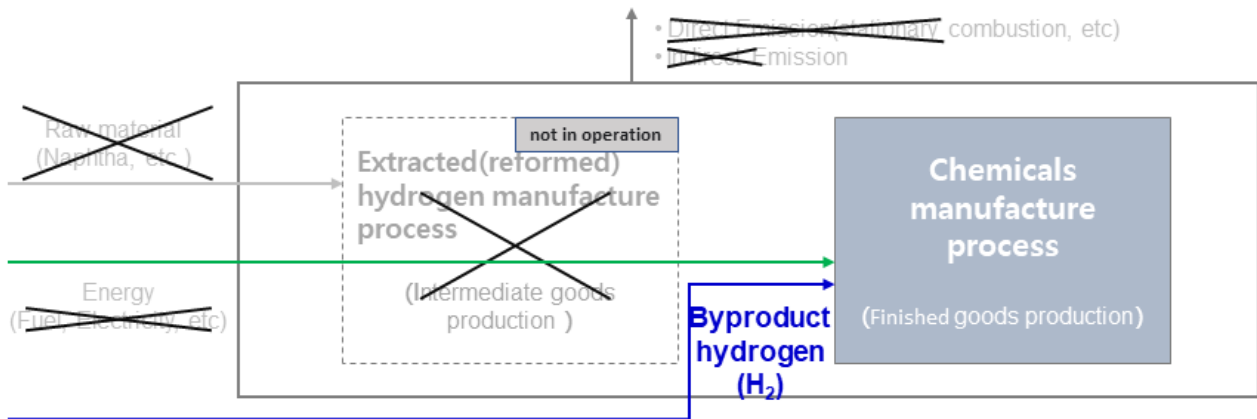 • Direct Emission(stationary combustion, etc)
• Indirect Emission
Raw material
(Naphtha, etc.)
not in operation
Extracted(reformed)
hydrogen manufacture
process
(Intermediate goods
production )
Energy
(Fuel, Electricity, etc)
Byproduct
hydrogen
(H₂)
Chemicals
manufacture
process
(Finished goods production)